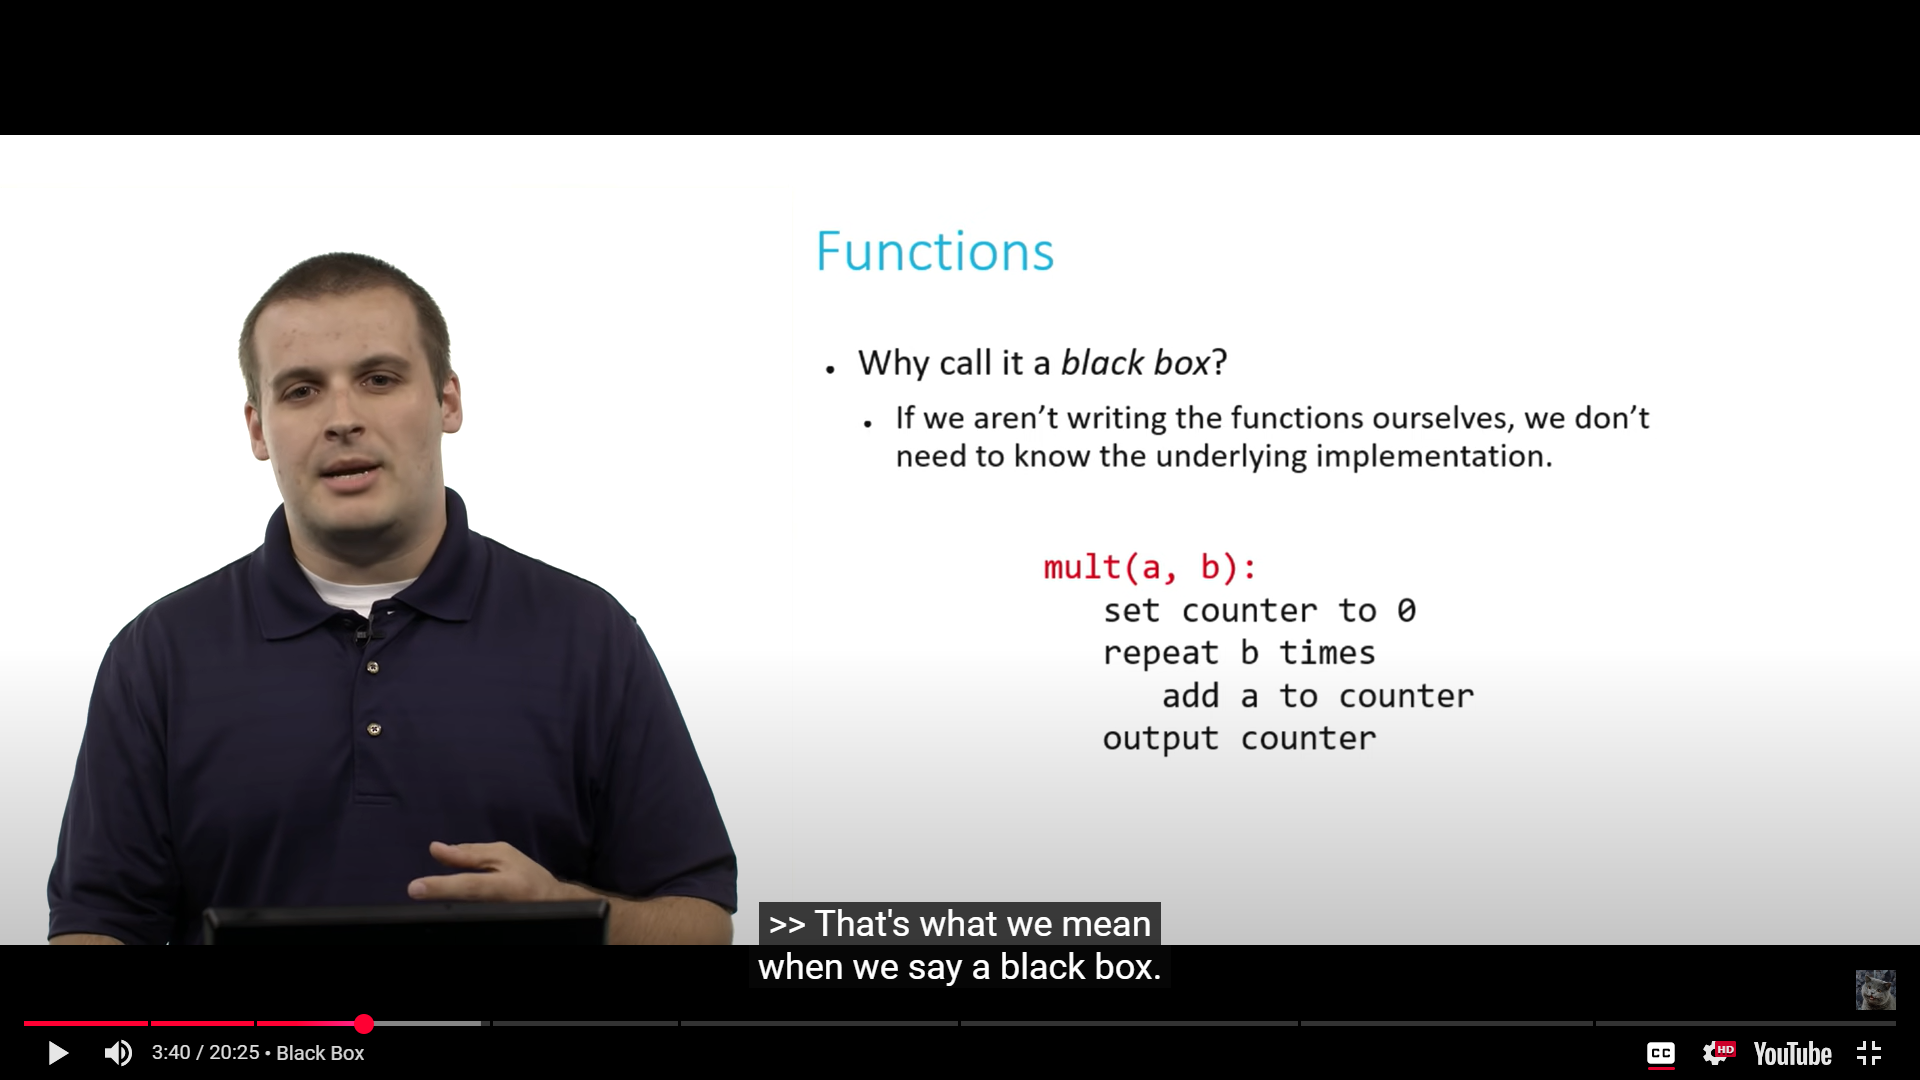 Functions
• Why call it a black box?
• If we aren't writing the functions ourselves, we don't
need to know the underlying implementation.
mult(a, b):
set counter to 0
repeat b times
add a to counter
output counter
>> That's what we mean
when we say a black box.
3:40 / 20:25 • Black Box
CC
HD
YouTube